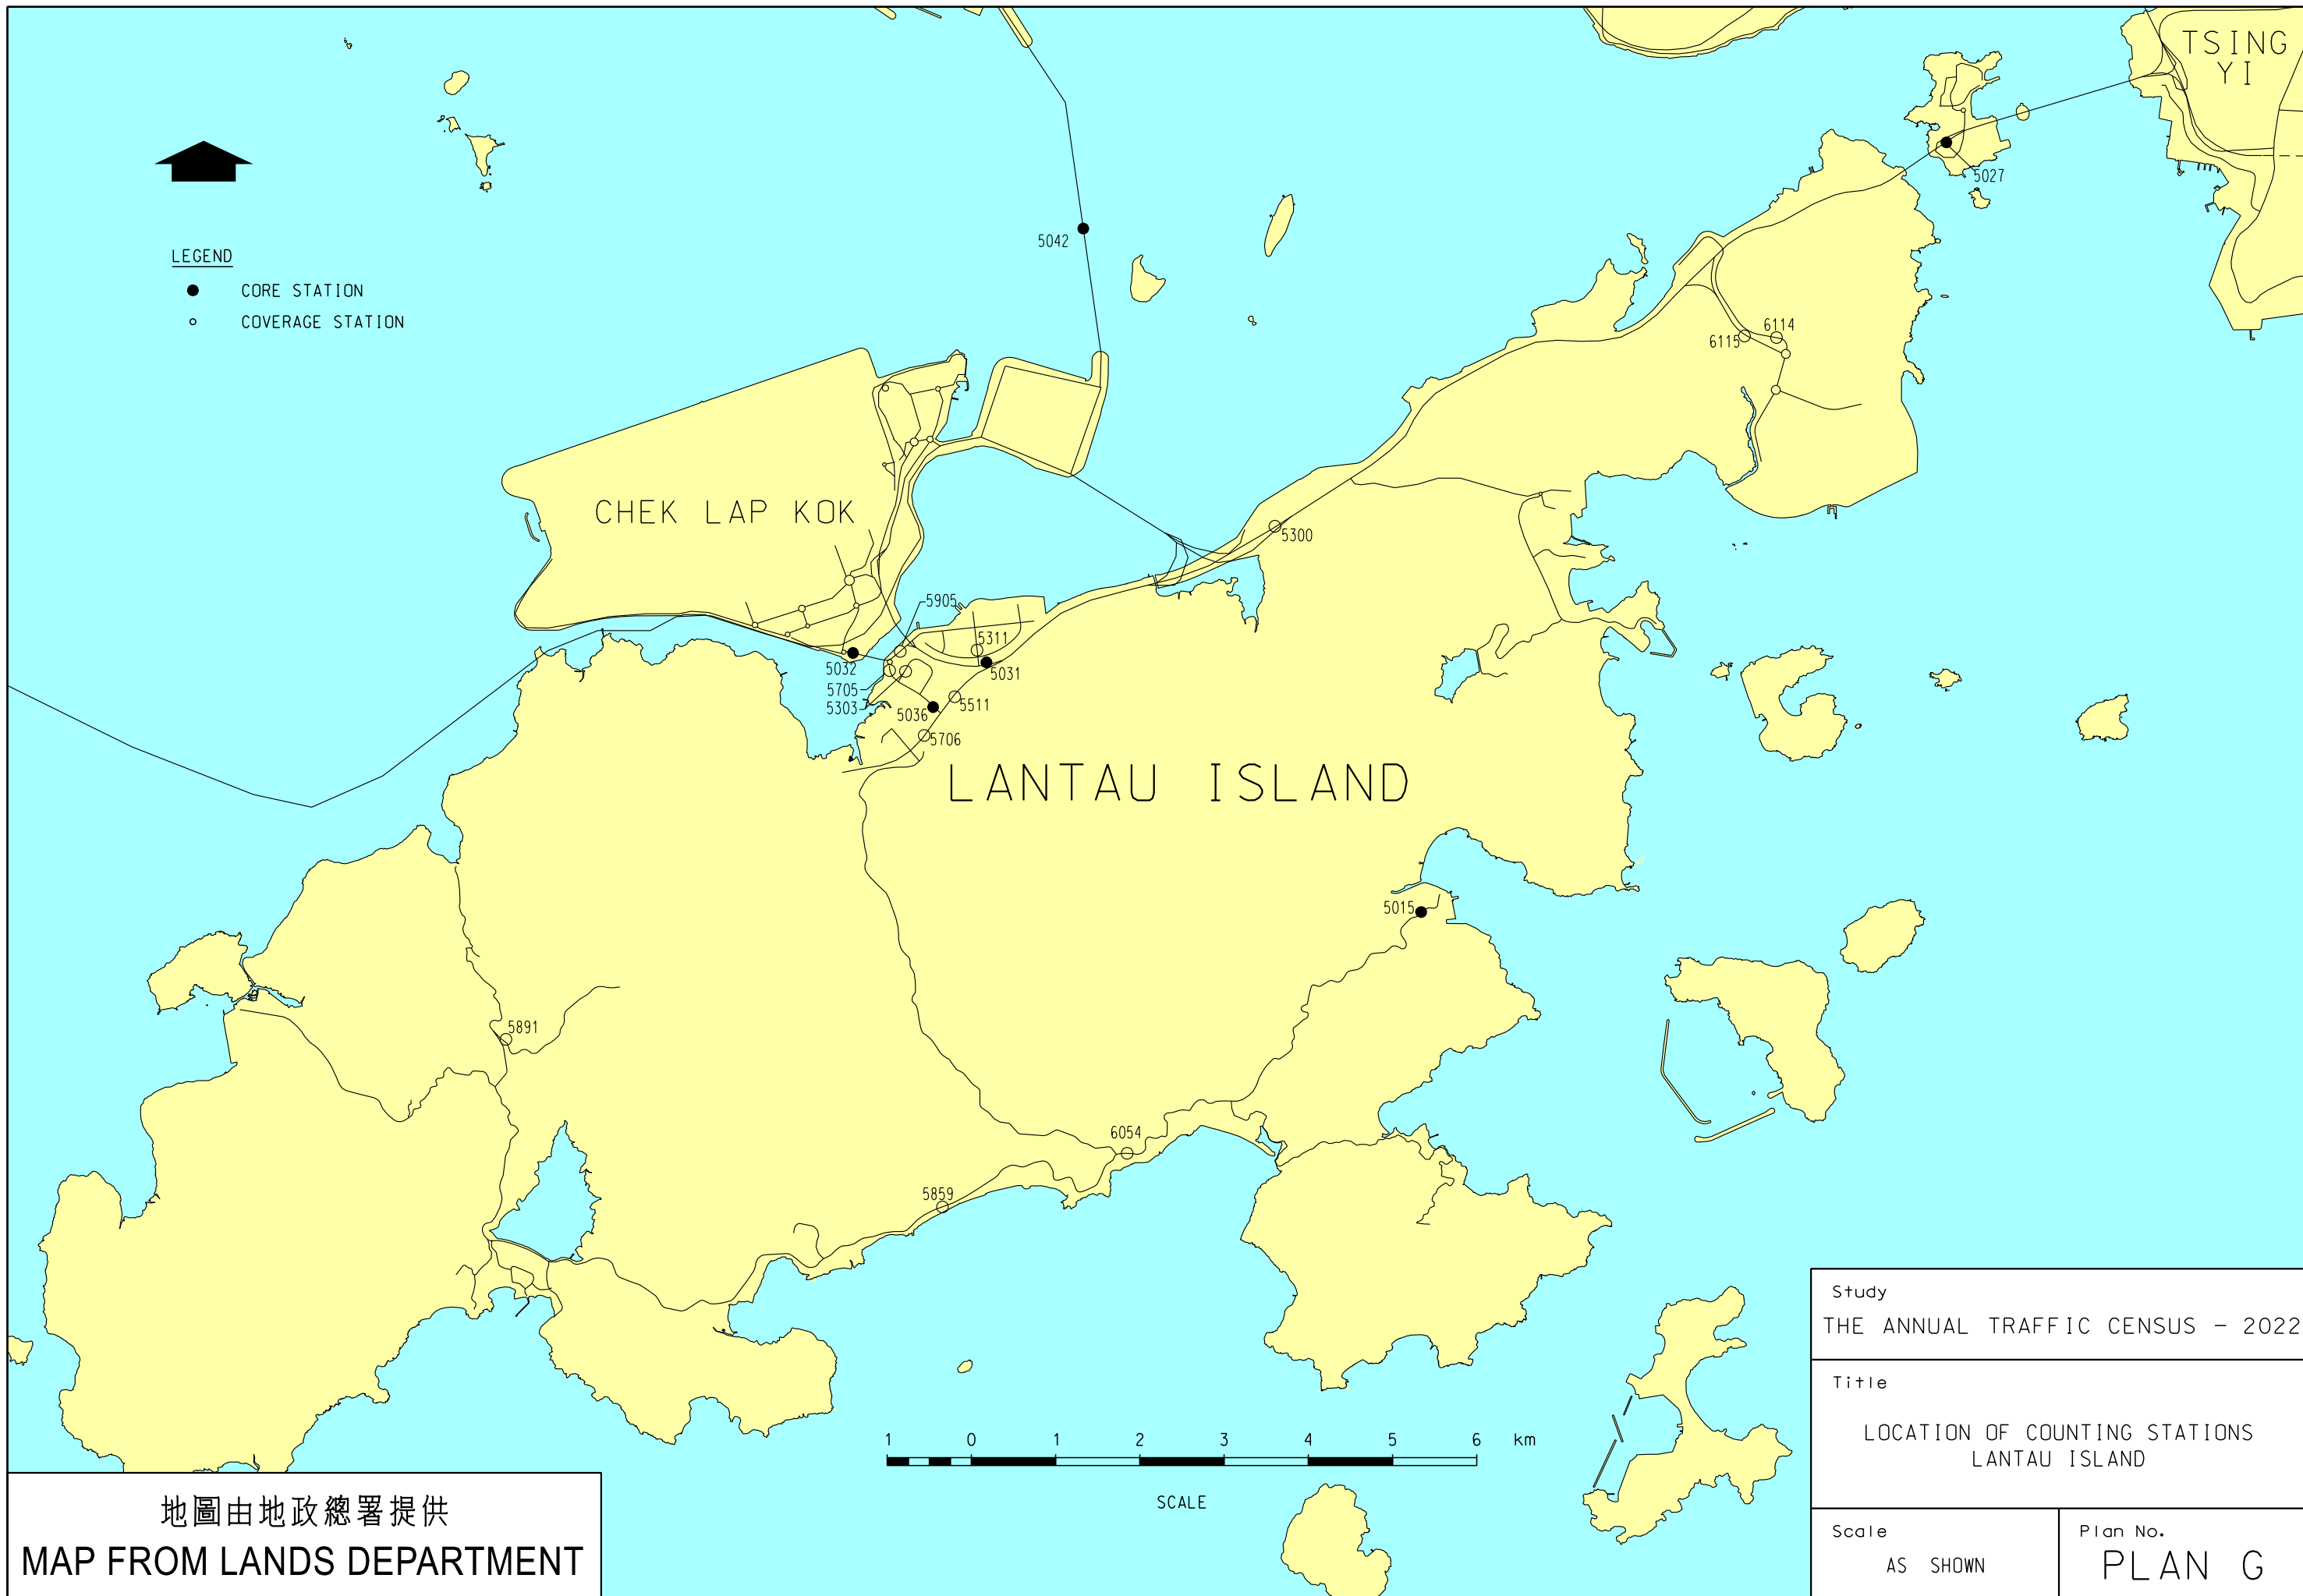 TSING
YI
5027
5042
LEGEND
CORE STATION
COVERAGE STATION
6114
6115
CHEK LAP KOK
5300
5905
5311
5032
5031
5705
5303
5511
5036
5706
LANTAU ISLAND
5015
5891
6054
5859
1 0 1 2 3 4 5 6 km
SCALE
地圖由地政總署提供
MAP FROM LANDS DEPARTMENT
Study
THE ANNUAL TRAFFIC CENSUS - 2022
Title
LOCATION OF COUNTING STATIONS
LANTAU ISLAND
Scale
AS SHOWN
Plan No.
PLAN G